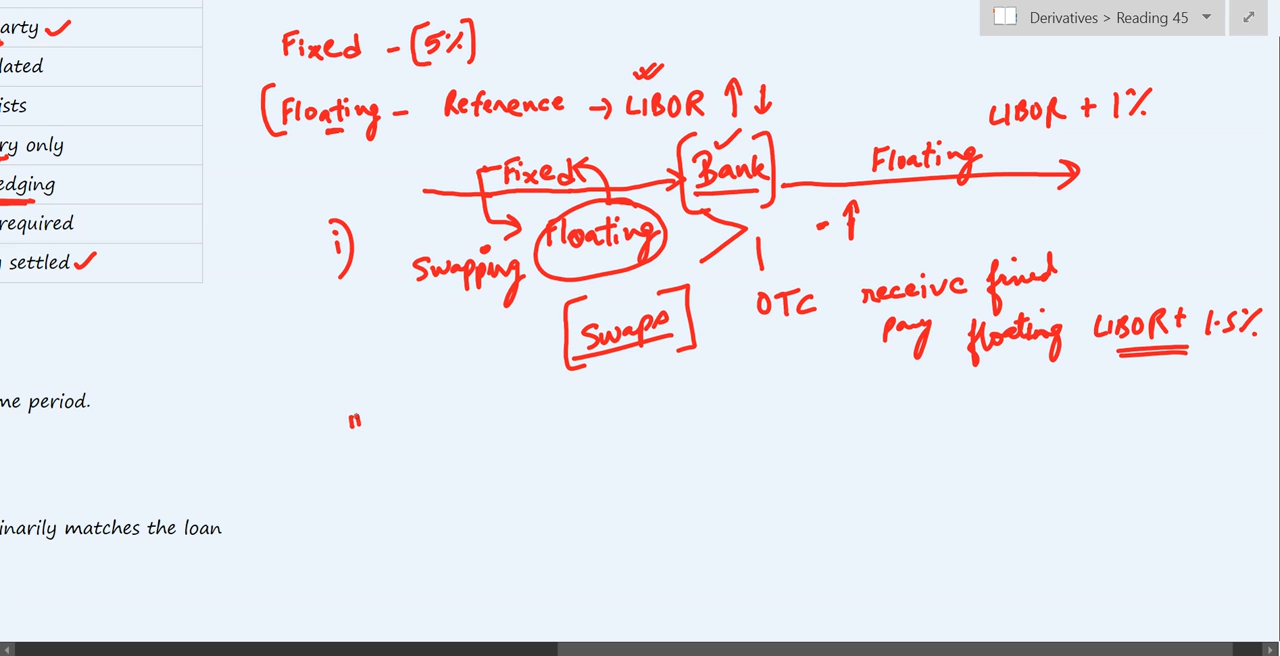 Derivatives > Reading 45
arty
lated
ists
ry only
edging
required
settled
me period.
inarily matches the loan
Fixed - [5%]
(Floating - Reference → LIBOR ↑ ↓
LIBOR + 1%
Fixed
[Bank]
Floating
i)
Swapping
Floating
- ↑
[Swaps]
OTC
receive fixed
pay floating LIBOR + 1.5%